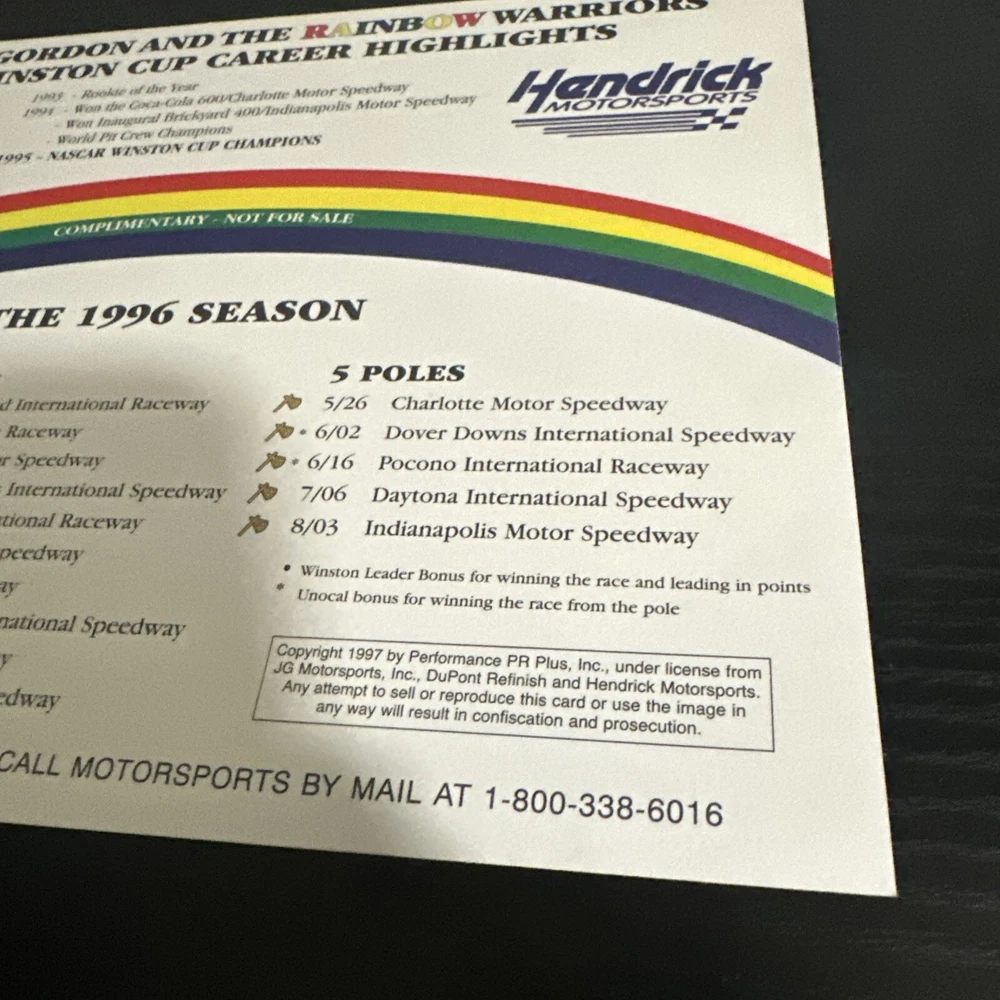 GORDON AND THE RAINBOW WARRIORS
INSTON CUP CAREER HIGHLIGHTS
Hendrick
MOTORSPORTS
1993 - Rookie of the Year
1994 - Won the Coca-Cola 600/Charlotte Motor Speedway
- Won Inaugural Brickyard 400/Indianapolis Motor Speedway
- World Pit Crew Champions
1995 - NASCAR WINSTON CUP CHAMPIONS
COMPLIMENTARY - NOT FOR SALE
THE 1996 SEASON
d International Raceway
Raceway
r Speedway
International Speedway
tional Raceway
peedway
ay
national Speedway
y
edway
5 POLES
5/26 Charlotte Motor Speedway
* 6/02 Dover Downs International Speedway
* 6/16 Pocono International Raceway
7/06 Daytona International Speedway
8/03 Indianapolis Motor Speedway
• Winston Leader Bonus for winning the race and leading in points
* Unocal bonus for winning the race from the pole
Copyright 1997 by Performance PR Plus, Inc., under license from
JG Motorsports, Inc., DuPont Refinish and Hendrick Motorsports.
Any attempt to sell or reproduce this card or use the image in
any way will result in confiscation and prosecution.
CALL MOTORSPORTS BY MAIL AT 1-800-338-6016